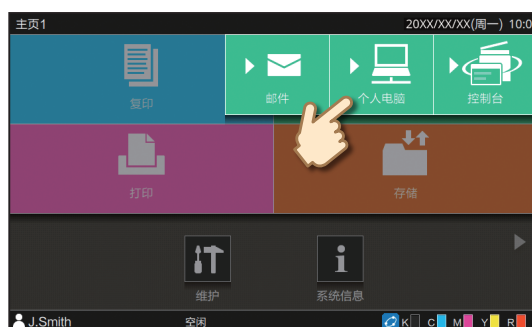 主页1 20XX/XX/XX(周一) 10:0
复印
邮件 个人电脑 控制台
打印 存储
维护 系统信息
J.Smith 空闲 K C M Y R